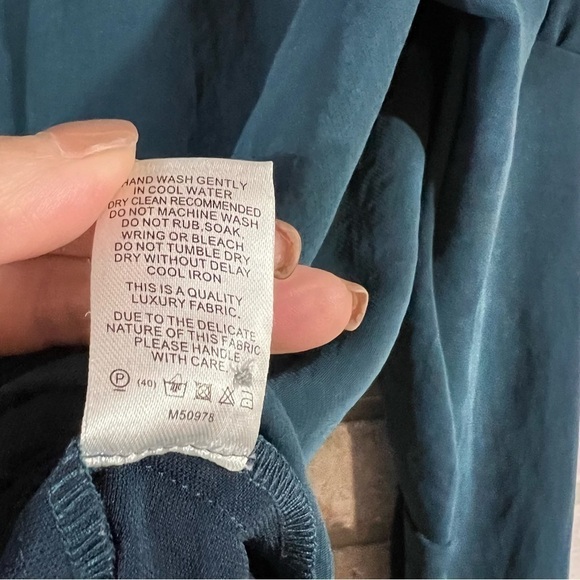 HAND WASH GENTLY
IN COOL WATER
DRY CLEAN RECOMMENDED
DO NOT MACHINE WASH
DO NOT RUB,SOAK
WRING OR BLEACH
DO NOT TUMBLE DRY
DRY WITHOUT DELAY
COOL IRON
THIS IS A QUALITY
LUXURY FABRIC.
DUE TO THE DELICATE
NATURE OF THIS FABRIC
PLEASE HANDLE
WITH CARE.
P (40)
M50978